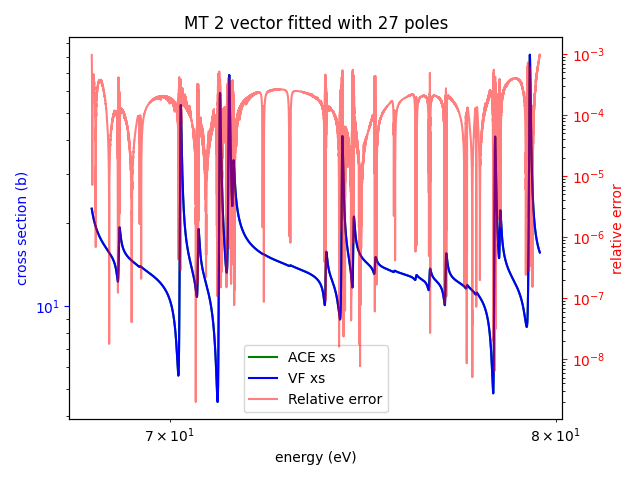 MT 2 vector fitted with 27 poles
cross section (b)
10¹
relative error
10⁻³
10⁻⁴
10⁻⁵
10⁻⁶
10⁻⁷
10⁻⁸
ACE xs
VF xs
Relative error
7 × 10¹
8 × 10¹
energy (eV)